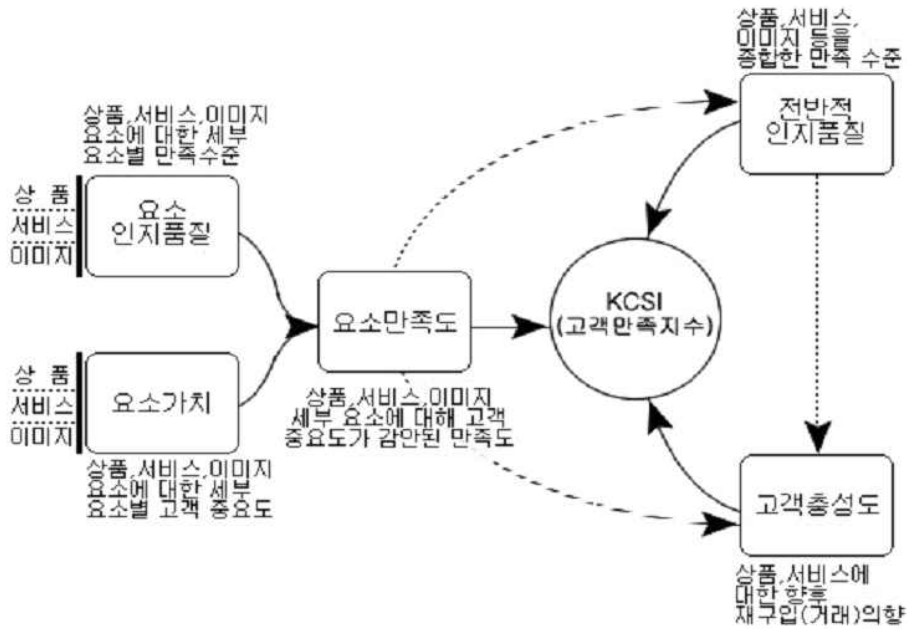 상품,서비스,
이미지 등을
종합한 만족 수준
전반적
인지품질
상품,서비스,이미지
요소에 대한 세부
요소별 만족수준
상 품
서비스
이미지
요소
인지품질
요소만족도
KCSI
(고객만족지수)
상 품
서비스
이미지
요소가치
상품,서비스,이미지
세부 요소에 대해 고객
중요도가 감안된 만족도
상품,서비스,이미지
요소에 대한 세부
요소별 고객 중요도
고객충성도
상품,서비스에
대한 향후
재구입(거래)의향